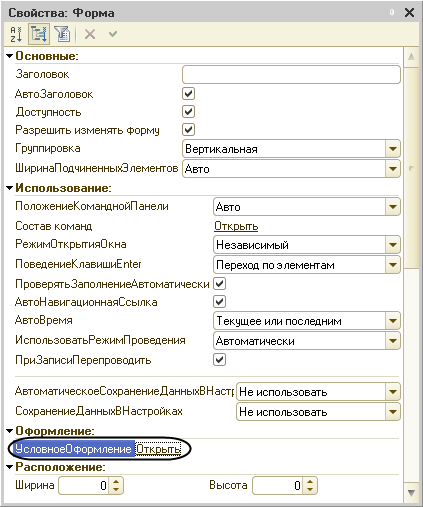 Свойства: Форма
Основные:
Заголовок
АвтоЗаголовок
Доступность
Разрешить изменять форму
Группировка Вертикальная
ШиринаПодчиненныхЭлементов Авто
Использование:
ПоложениеКоманднойПанели Авто
Состав команд Открыть
РежимОткрытияОкна Независимый
ПоведениеКлавишиEnter Переход по элементам
ПроверятьЗаполнениеАвтоматически
АвтоНавигационнаяСсылка
АвтоВремя Текущее или последним
ИспользоватьРежимПроведения Автоматически
ПриЗаписиПерепроводить
АвтоматическоеСохранениеДанныхВНастр Не использовать
СохранениеДанныхВНастройках Не использовать
Оформление:
УсловноеОформление Открыть
Расположение:
Ширина 0 Высота 0